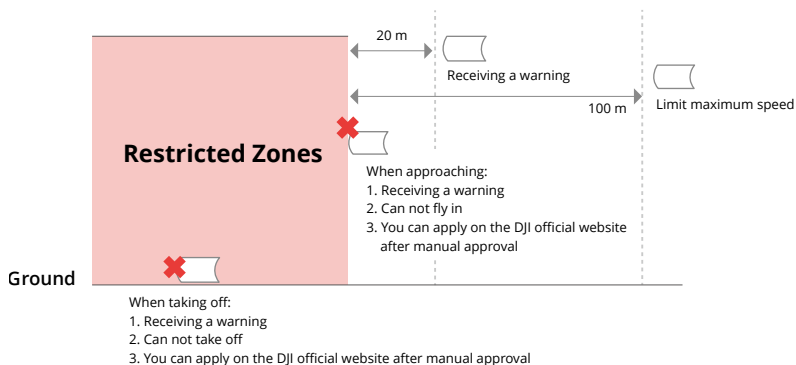 20 m
Receiving a warning
100 m
Limit maximum speed
Restricted Zones
When approaching:
1. Receiving a warning
2. Can not fly in
3. You can apply on the DJI official website
after manual approval
Ground
When taking off:
1. Receiving a warning
2. Can not take off
3. You can apply on the DJI official website after manual approval